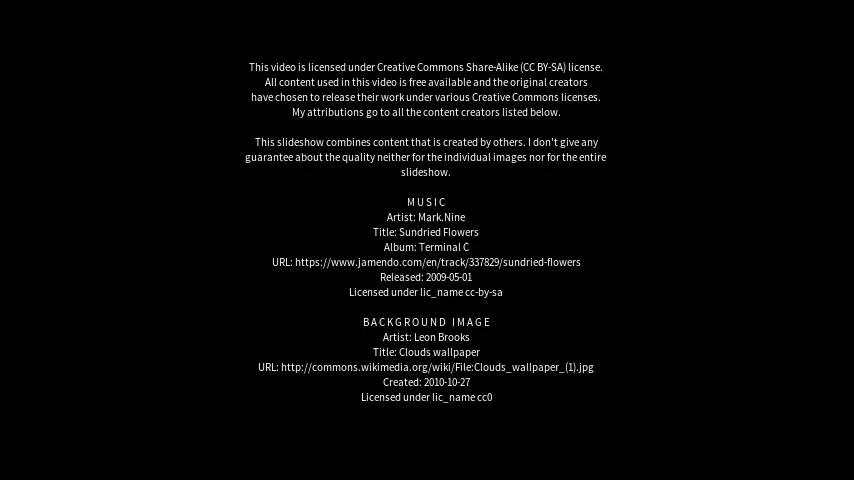 This video is licensed under Creative Commons Share-Alike (CC BY-SA) license.
All content used in this video is free available and the original creators
have chosen to release their work under various Creative Commons licenses.
My attributions go to all the content creators listed below.
This slideshow combines content that is created by others. I don't give any
guarantee about the quality neither for the individual images nor for the entire
slideshow.
M U S I C
Artist: Mark.Nine
Title: Sundried Flowers
Album: Terminal C
URL: https://www.jamendo.com/en/track/337829/sundried-flowers
Released: 2009-05-01
Licensed under lic_name cc-by-sa
B A C K G R O U N D   I M A G E
Artist: Leon Brooks
Title: Clouds wallpaper
URL: http://commons.wikimedia.org/wiki/File:Clouds_wallpaper_(1).jpg
Created: 2010-10-27
Licensed under lic_name cc0